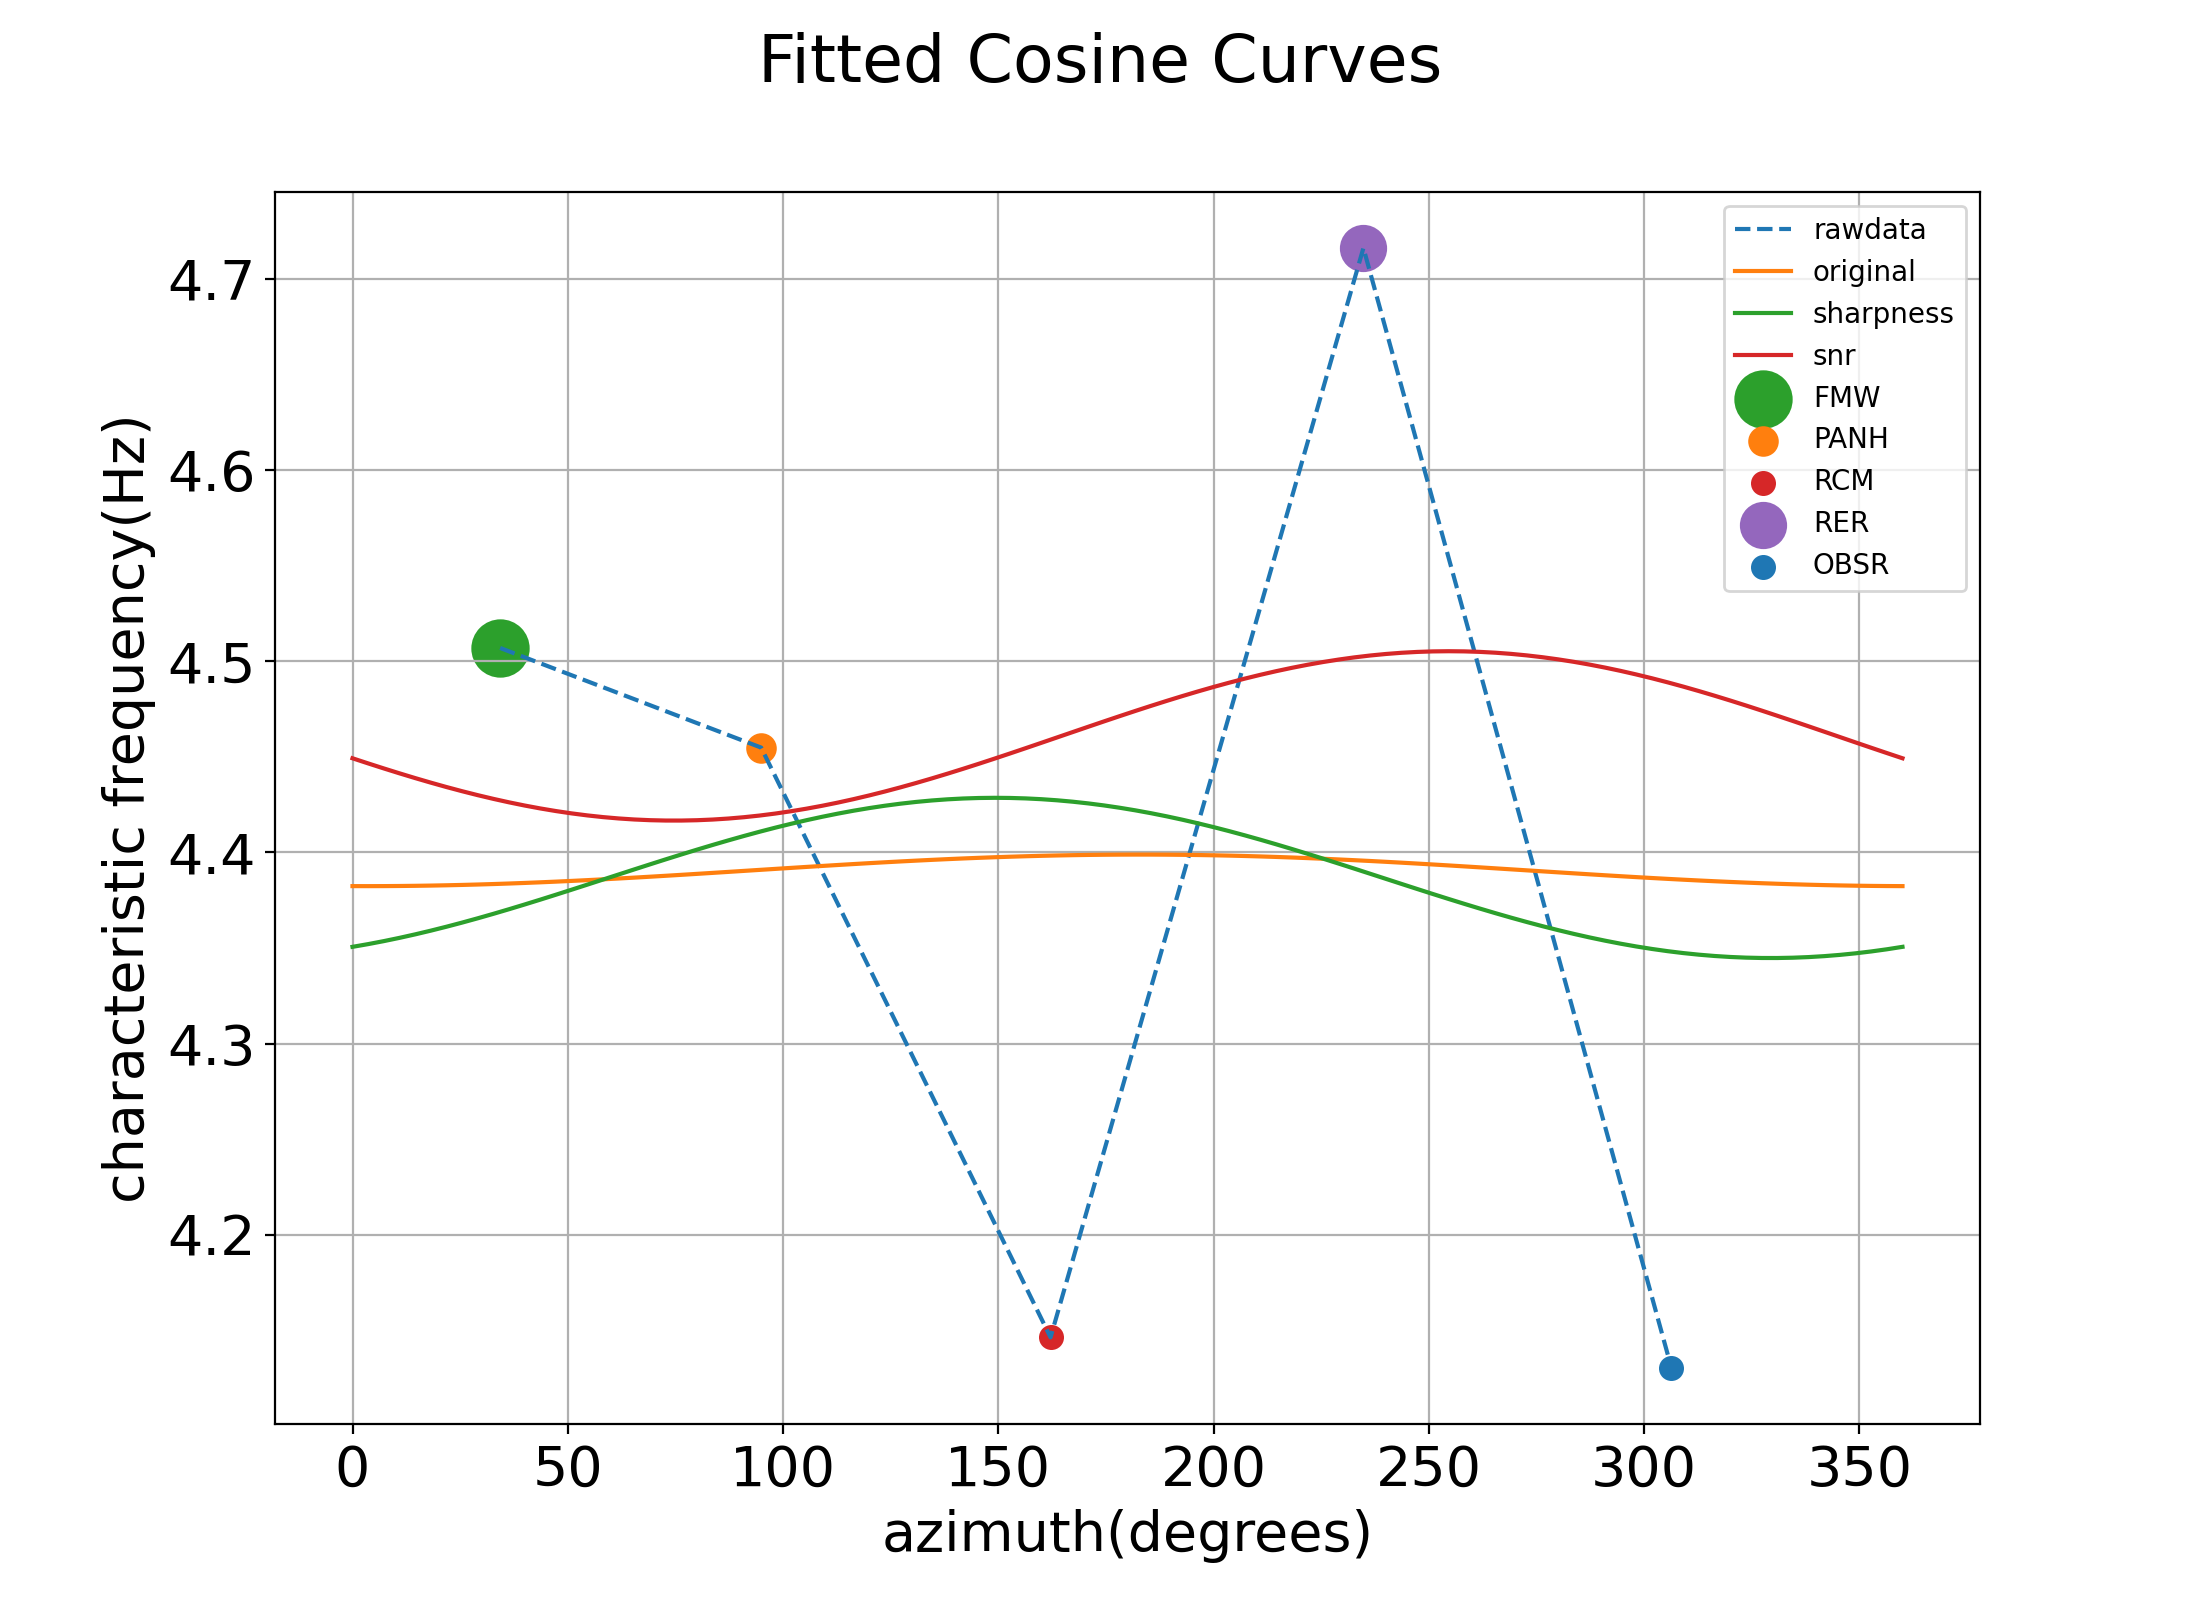 Fitted Cosine Curves
characteristic frequency(Hz)
4.7
4.6
4.5
4.4
4.3
4.2
0 50 100 150 200 250 300 350
azimuth(degrees)
rawdata
original
sharpness
snr
FMW
PANH
RCM
RER
OBSR